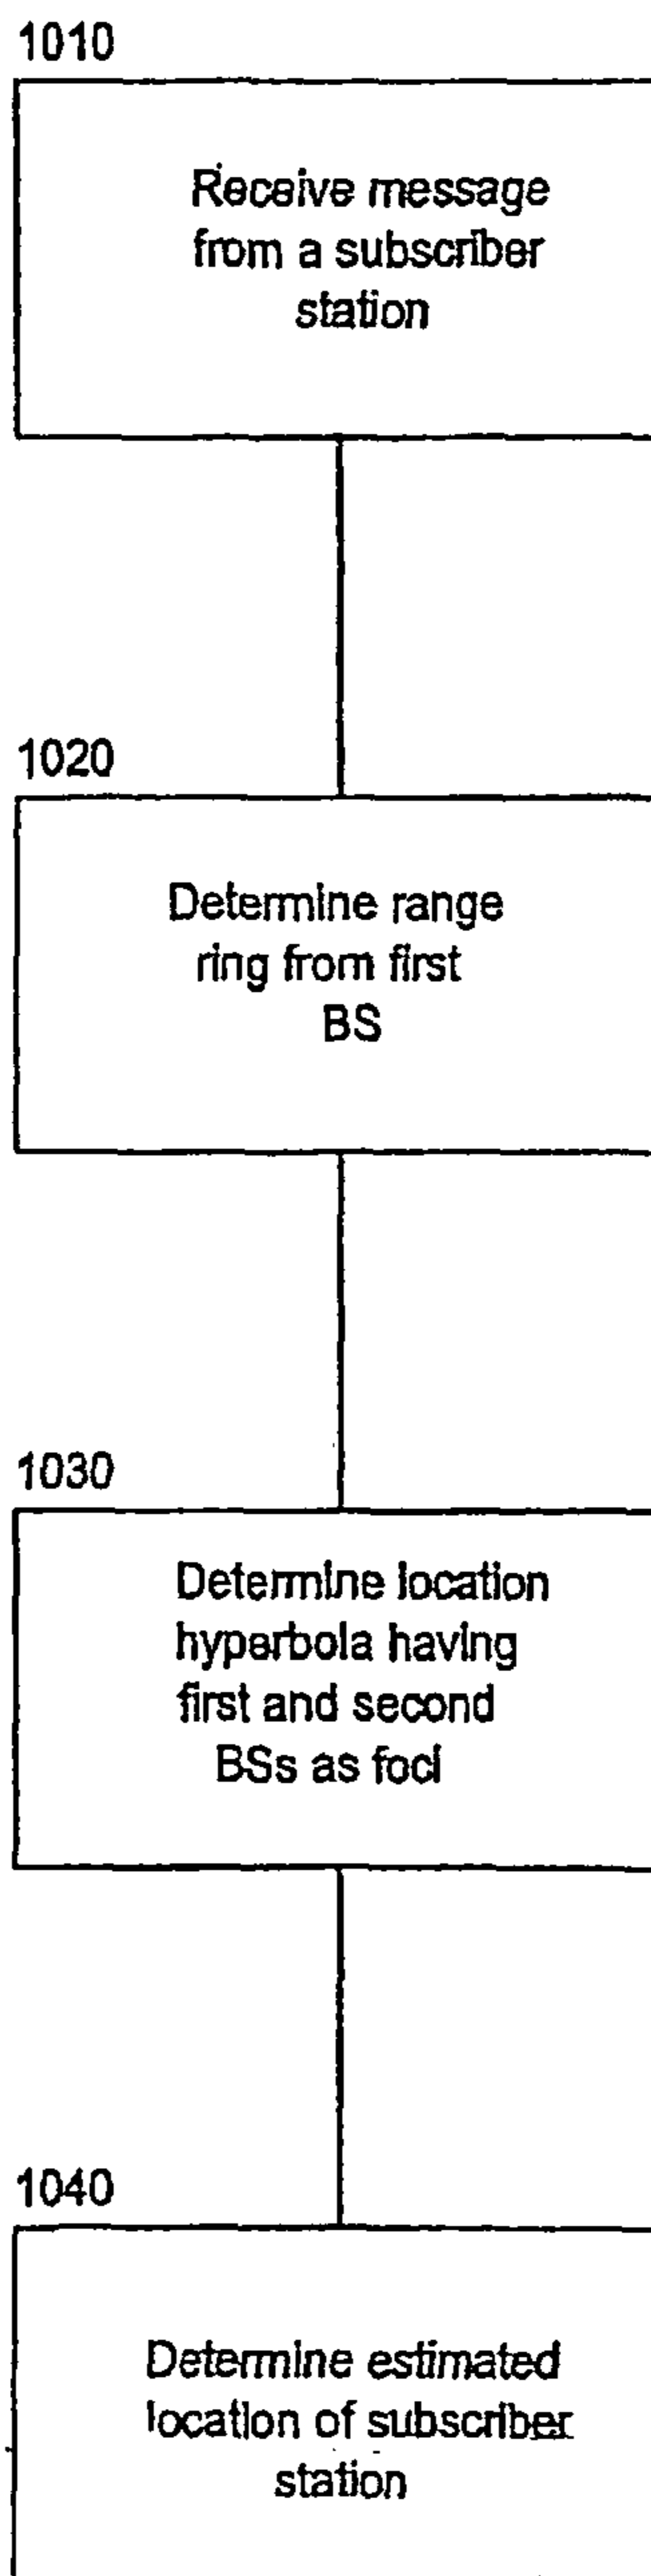 1010
Receive message
from a subscriber
station
1020
Determine range
ring from first
BS
1030
Determine location
hyperbola having
first and second
BSs as foci
1040
Determine estimated
location of subscriber
station